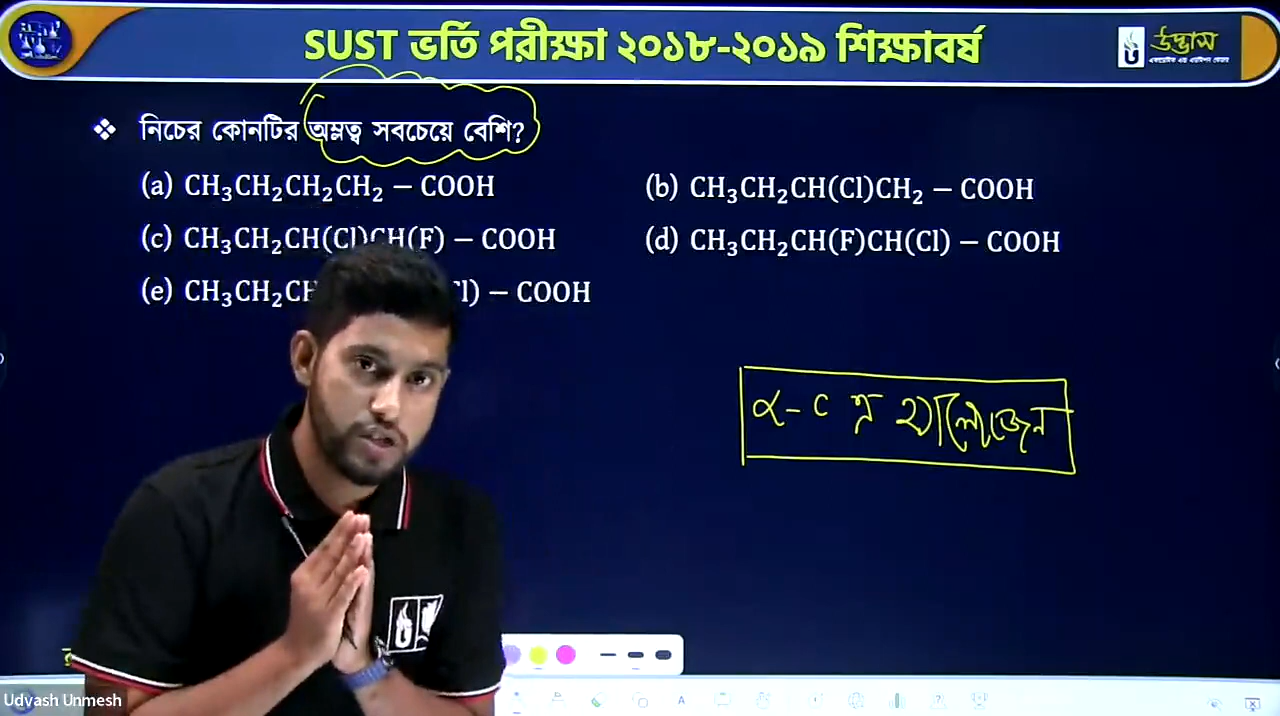 SUST ভর্তি পরীক্ষা ২০১৮-২০১৯ শিক্ষাবর্ষ
উদ্ভাস
❖ নিচের কোনটির অম্লত্ব সবচেয়ে বেশি?
(a) CH₃CH₂CH₂CH₂ – COOH
(b) CH₃CH₂CH(Cl)CH₂ – COOH
(c) CH₃CH₂CH(Cl)CH(F) – COOH
(d) CH₃CH₂CH(F)CH(Cl) – COOH
(e) CH₃CH₂CH l) – COOH
α-C এ হ্যালোজেন
Udvash Unmesh